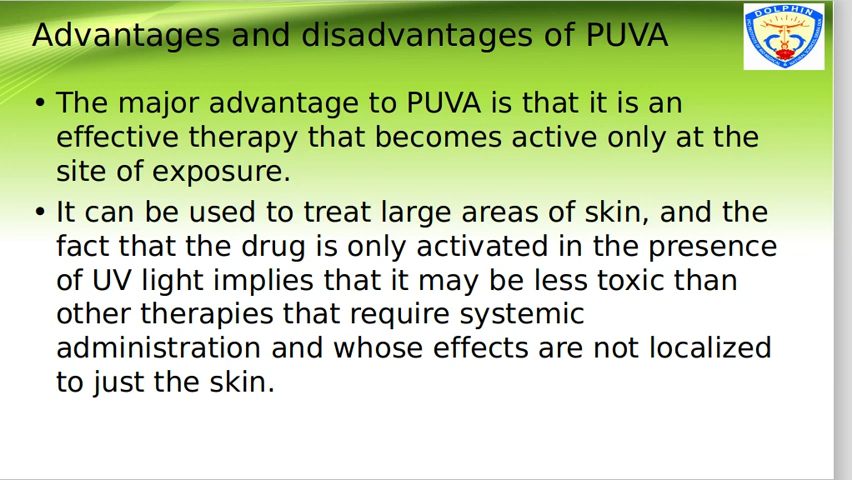 Advantages and disadvantages of PUVA
DOLPHIN
• The major advantage to PUVA is that it is an
effective therapy that becomes active only at the
site of exposure.
• It can be used to treat large areas of skin, and the
fact that the drug is only activated in the presence
of UV light implies that it may be less toxic than
other therapies that require systemic
administration and whose effects are not localized
to just the skin.